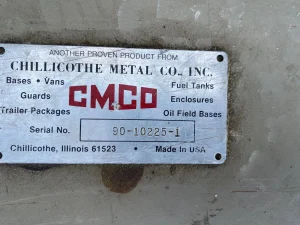 ANOTHER PROVEN PRODUCT FROM
CHILLICOTHE METAL CO., INC.
Bases · Vans
Fuel Tanks
Guards
CMCO
Enclosures
Trailer Packages
Oil Field Bases
Serial No. 90-10225-1
Chillicothe, Illinois 61523 · Made In USA